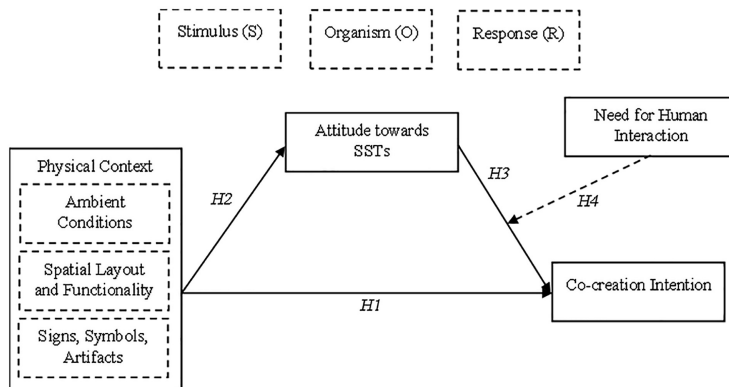 Stimulus (S)
Organism (O)
Response (R)
Attitude towards
SSTs
Need for Human
Interaction
Physical Context
Ambient
Conditions
Spatial Layout
and Functionality
Signs, Symbols,
Artifacts
H2
H3
H4
H1
Co-creation Intention